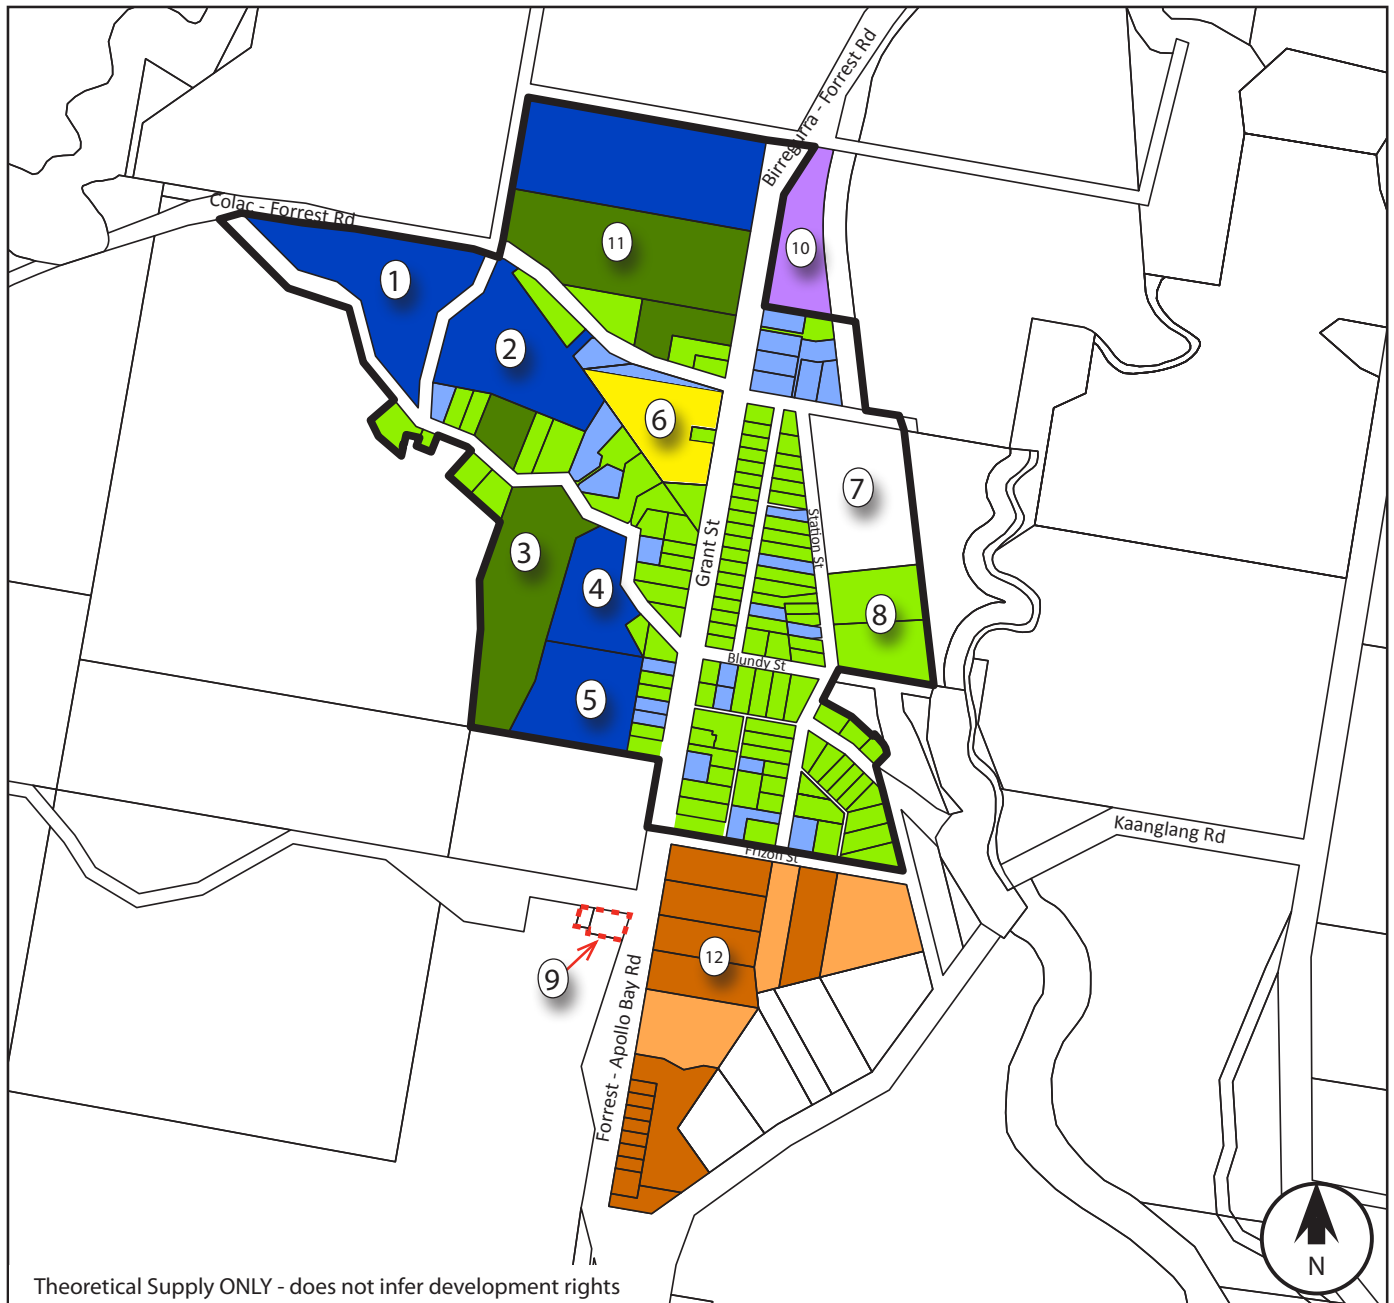 Birregurra - Forrest Rd
Colac - Forrest Rd
11
10
1
2
6
7
Station St
Grant St
3
4
8
Blundy St
5
Kaanglang Rd
Frizon St
12
9
Forrest - Apollo Bay Rd
N
Theoretical Supply ONLY - does not infer development rights